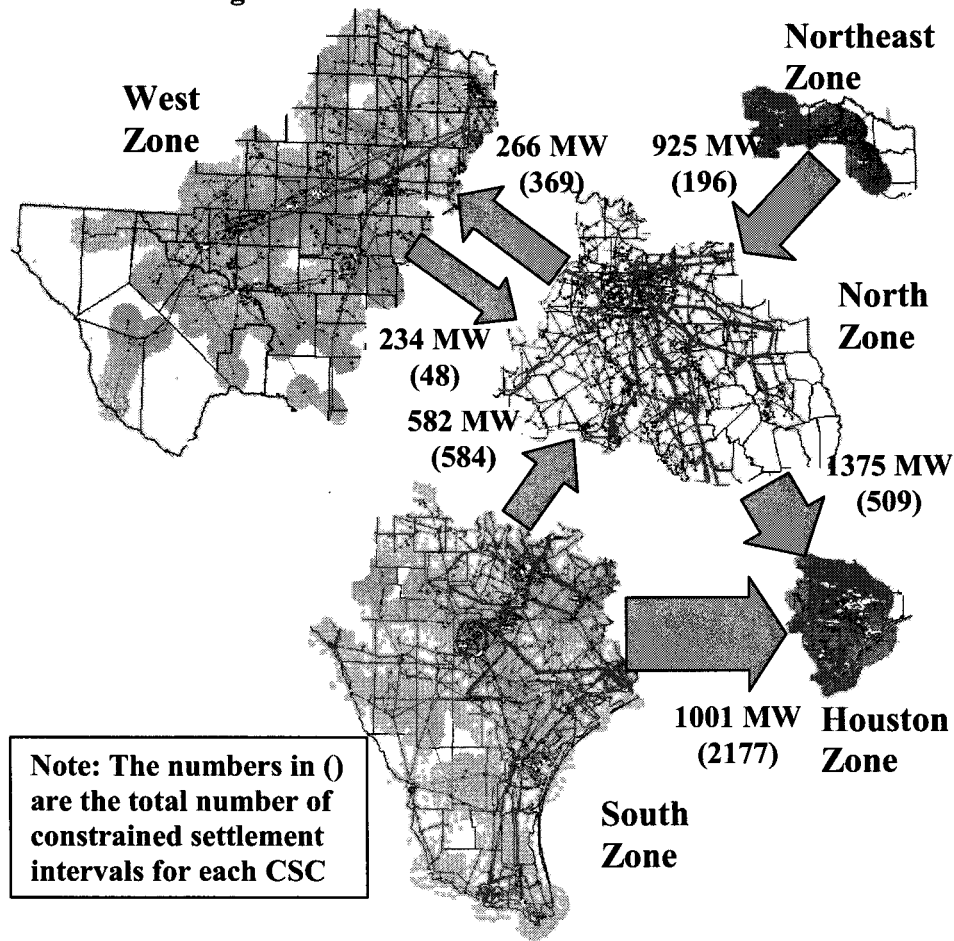 Northeast
Zone
West
Zone
266 MW
(369)
925 MW
(196)
North
Zone
234 MW
(48)
582 MW
(584)
1375 MW
(509)
1001 MW
(2177)
Houston
Zone
South
Zone
Note: The numbers in ()
are the total number of
constrained settlement
intervals for each CSC